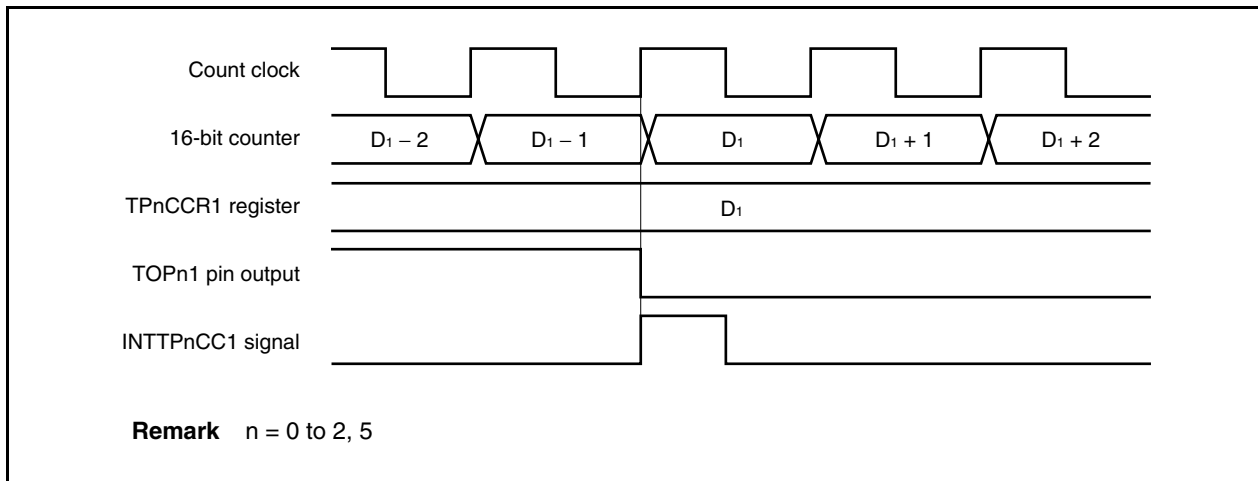 Count clock
16-bit counter
D1 − 2 D1 − 1 D1 D1 + 1 D1 + 2
TPnCCR1 register
D1
TOPn1 pin output
INTTPnCC1 signal
Remark n = 0 to 2, 5